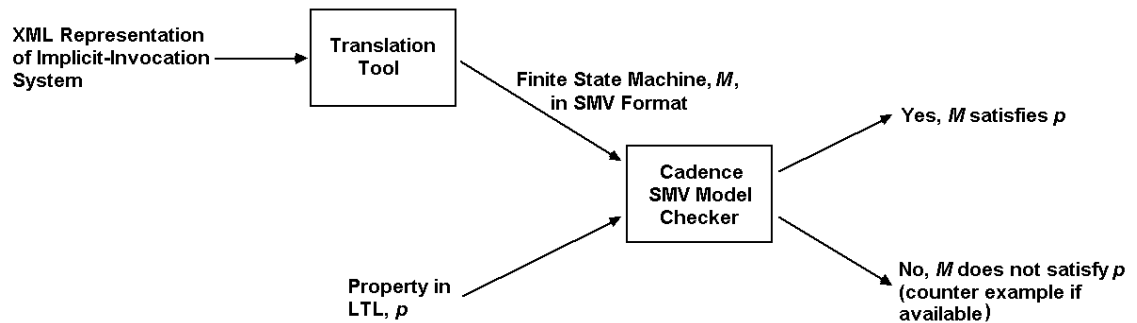 XML Representation
of Implicit-Invocation
System
Translation
Tool
Finite State Machine, M,
in SMV Format
Yes, M satisfies p
Cadence
SMV Model
Checker
Property in
LTL, p
No, M does not satisfy p
(counter example if
available)